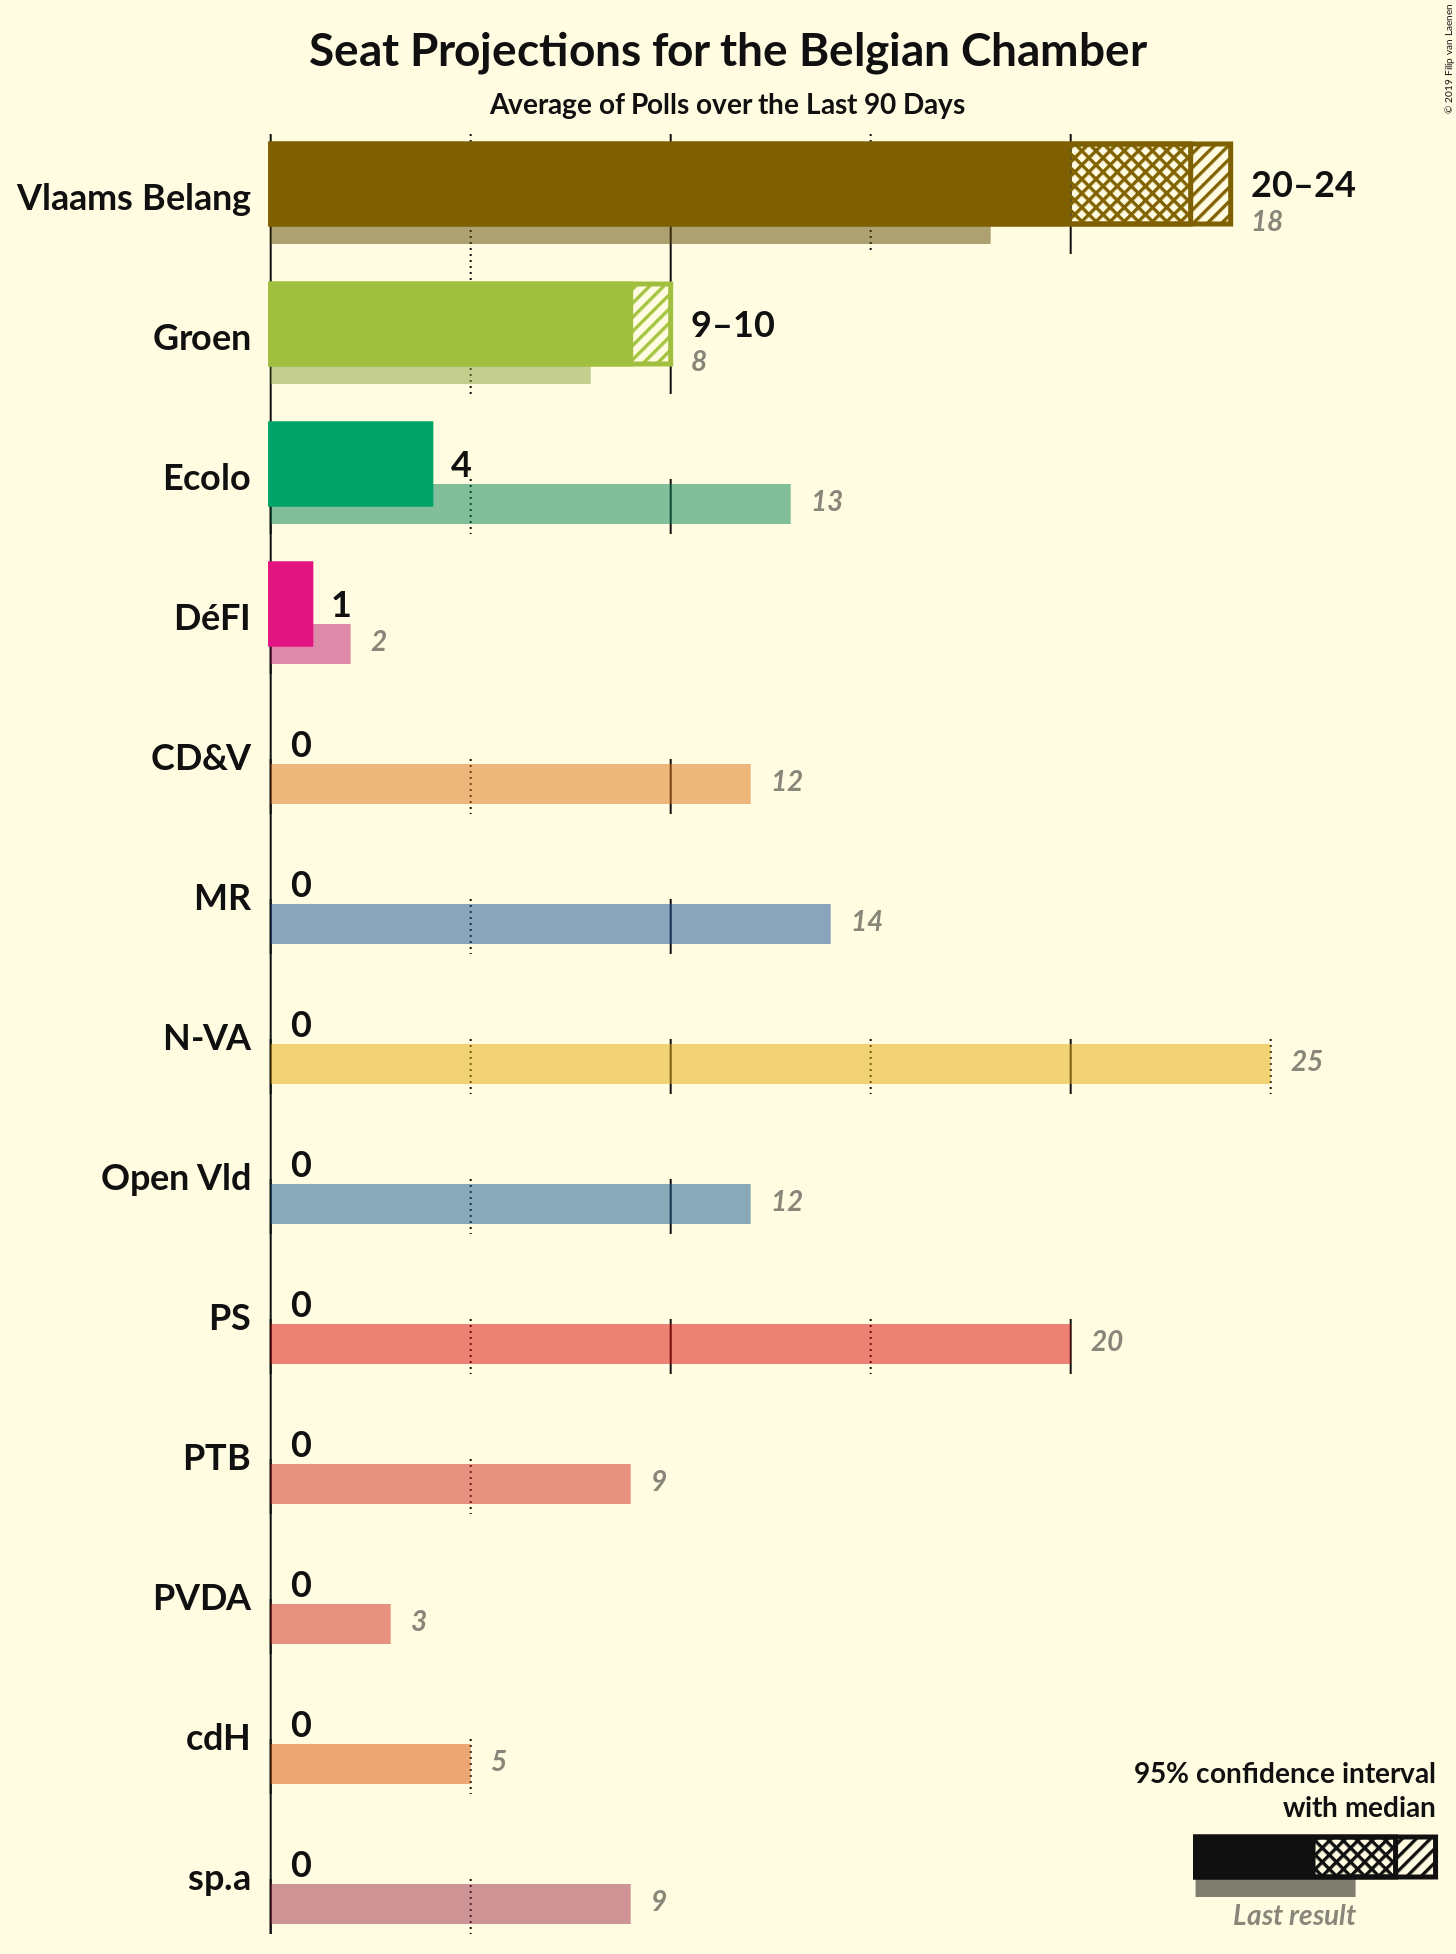 Seat Projections for the Belgian Chamber
Average of Polls over the Last 90 Days
© 2019 Filip van Laenen
Vlaams Belang
20–24
18
Groen
9–10
8
Ecolo
4
13
DéFI
1
2
CD&V
0
12
MR
0
14
N-VA
0
25
Open Vld
0
12
PS
0
20
PTB
0
9
PVDA
0
3
cdH
0
5
sp.a
0
9
95% confidence interval
with median
Last result